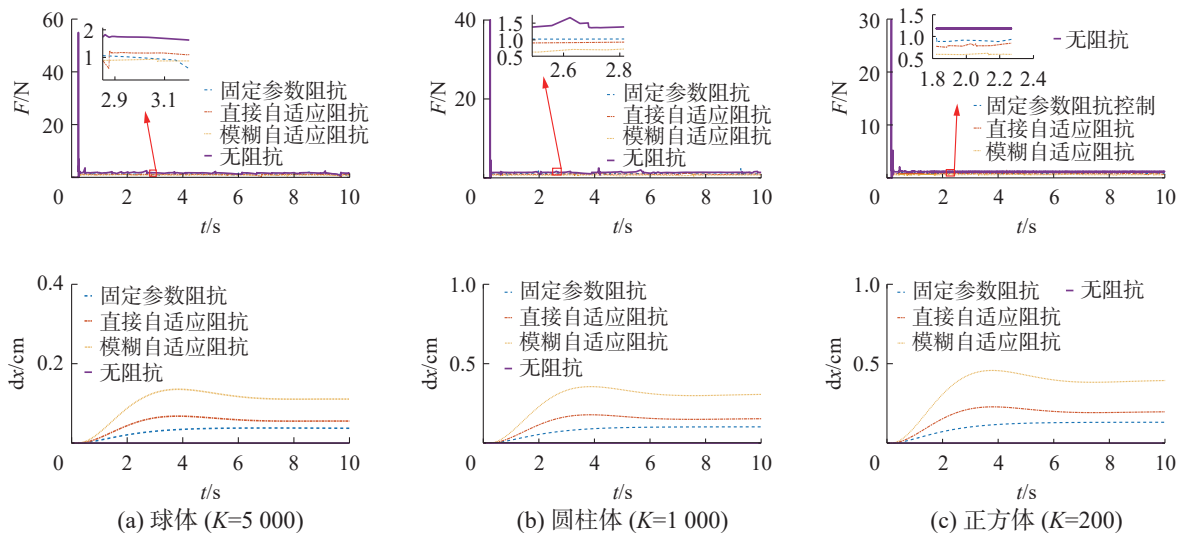 60
40
20
0
F/N
2
1
2.9
3.1
固定参数阻抗
直接自适应阻抗
模糊自适应阻抗
无阻抗
2
4
6
8
10
t/s
40
20
0
F/N
1.5
1.0
0.5
2.6
2.8
固定参数阻抗
直接自适应阻抗
模糊自适应阻抗
无阻抗
2
4
6
8
10
t/s
30
20
10
0
F/N
1.5
1.0
0.5
1.8
2.0
2.2
2.4
无阻抗
固定参数阻抗控制
直接自适应阻抗
模糊自适应阻抗
2
4
6
8
10
t/s
0.4
0.2
0
dx/cm
固定参数阻抗
直接自适应阻抗
模糊自适应阻抗
无阻抗
2
4
6
8
10
t/s
(a) 球体 (K=5 000)
1.0
0.5
0
dx/cm
固定参数阻抗
直接自适应阻抗
模糊自适应阻抗
无阻抗
2
4
6
8
10
t/s
(b) 圆柱体 (K=1 000)
1.0
0.5
0
dx/cm
固定参数阻抗
无阻抗
直接自适应阻抗
模糊自适应阻抗
2
4
6
8
10
t/s
(c) 正方体 (K=200)